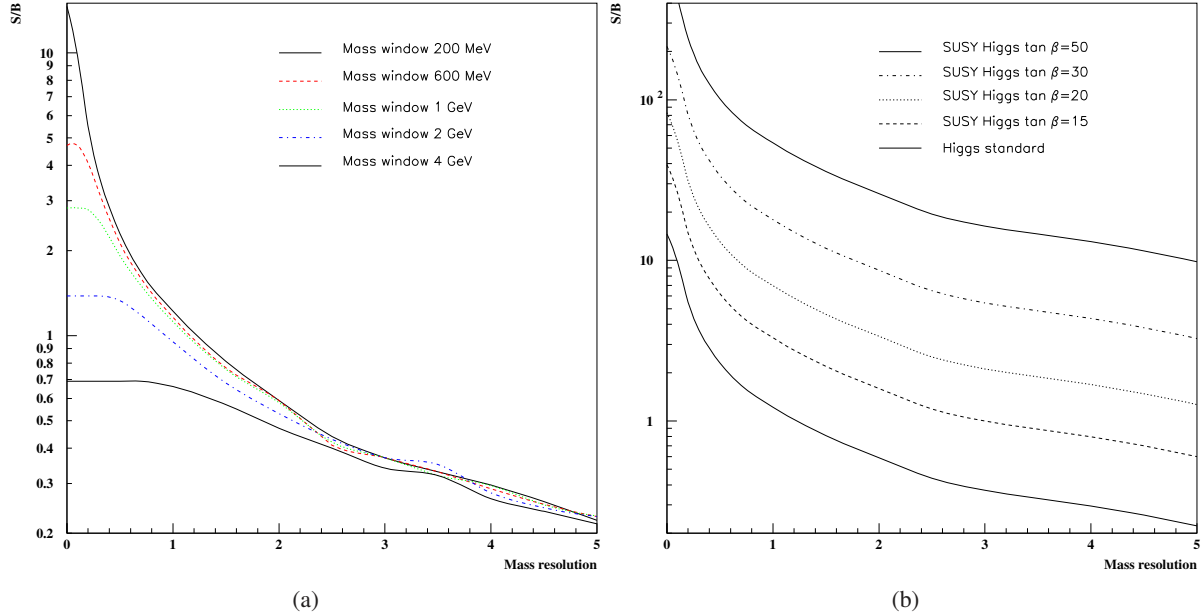 S/B
10
9
8
7
6
5
4
3
2
1
0.9
0.8
0.7
0.6
0.5
0.4
0.3
0.2
0 1 2 3 4 5
Mass resolution
Mass window 200 MeV
Mass window 600 MeV
Mass window 1 GeV
Mass window 2 GeV
Mass window 4 GeV
(a)
S/B
10 2
10
1
0 1 2 3 4 5
Mass resolution
SUSY Higgs tan β=50
SUSY Higgs tan β=30
SUSY Higgs tan β=20
SUSY Higgs tan β=15
Higgs standard
(b)